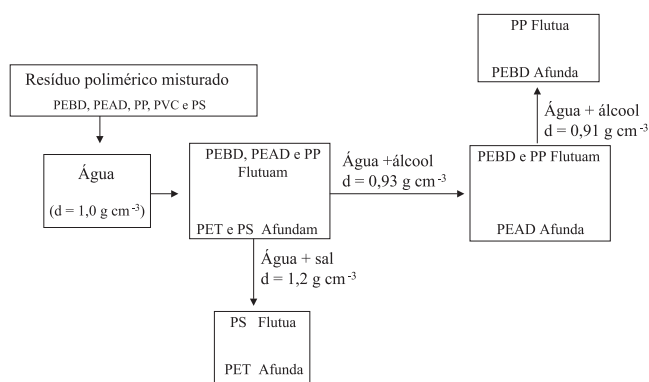 Resíduo polimérico misturado
PEBD, PEAD, PP, PVC e PS
Água
(d = 1,0 g cm⁻³)
PEBD, PEAD e PP
Flutuam
PET e PS Afundam
Água +álcool
d = 0,93 g cm⁻³
PEBD e PP Flutuam
PEAD Afunda
Água + álcool
d = 0,91 g cm⁻³
PP Flutua
PEBD Afunda
Água + sal
d = 1,2 g cm⁻³
PS Flutua
PET Afunda